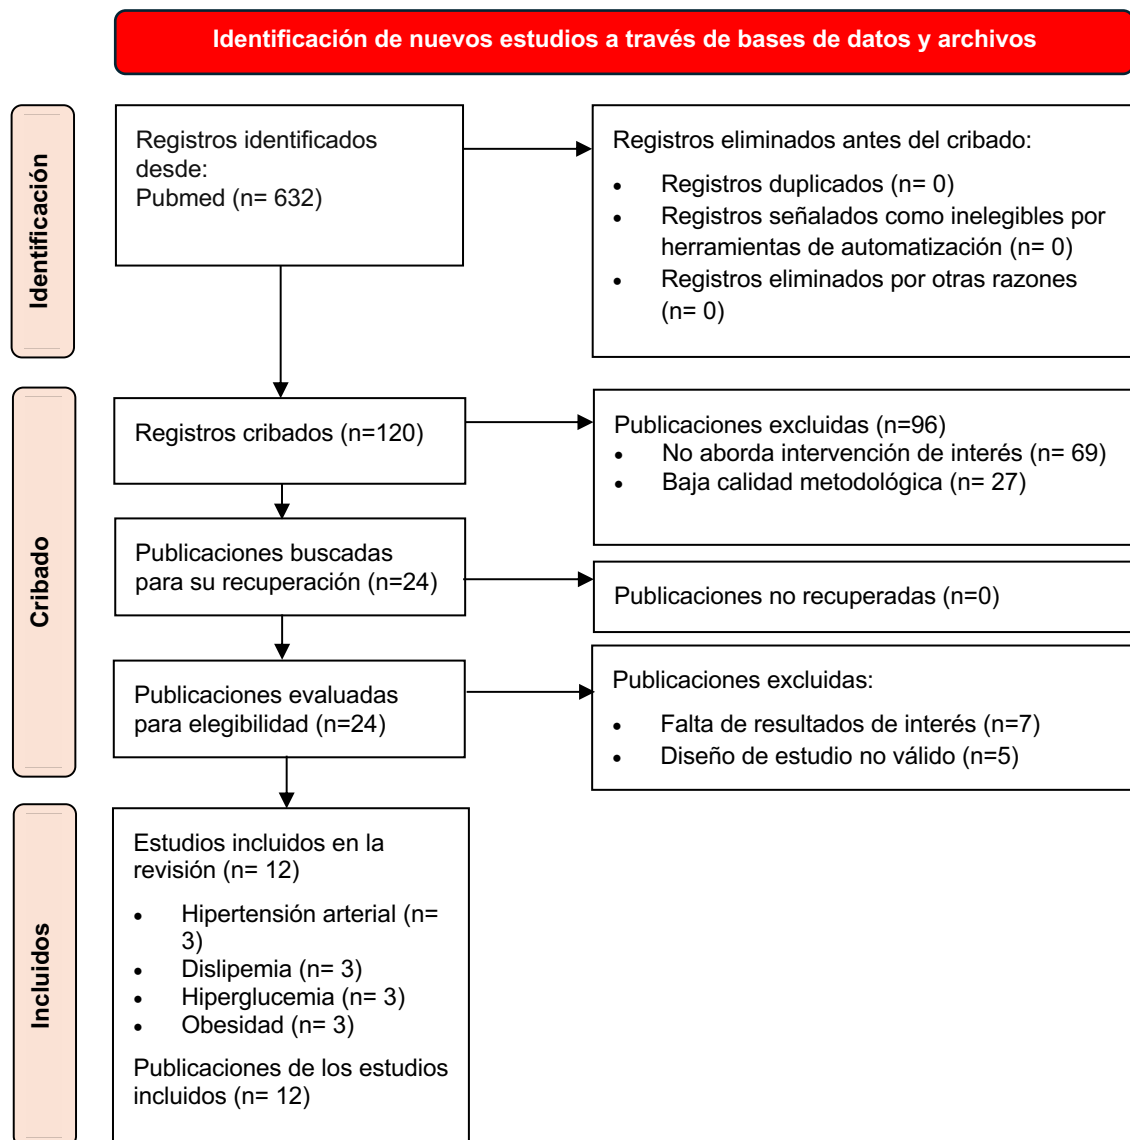 Identificación de nuevos estudios a través de bases de datos y archivos
Identificación
Registros identificados
desde:
Pubmed (n= 632)
Registros eliminados antes del cribado:
• Registros duplicados (n= 0)
• Registros señalados como inelegibles por
herramientas de automatización (n= 0)
• Registros eliminados por otras razones
(n= 0)
Cribado
Registros cribados (n=120)
Publicaciones excluidas (n=96)
• No aborda intervención de interés (n= 69)
• Baja calidad metodológica (n= 27)
Publicaciones buscadas
para su recuperación (n=24)
Publicaciones no recuperadas (n=0)
Publicaciones evaluadas
para elegibilidad (n=24)
Publicaciones excluidas:
• Falta de resultados de interés (n=7)
• Diseño de estudio no válido (n=5)
Incluidos
Estudios incluidos en la
revisión (n= 12)
• Hipertensión arterial (n=
3)
• Dislipemia (n= 3)
• Hiperglucemia (n= 3)
• Obesidad (n= 3)
Publicaciones de los estudios
incluidos (n= 12)